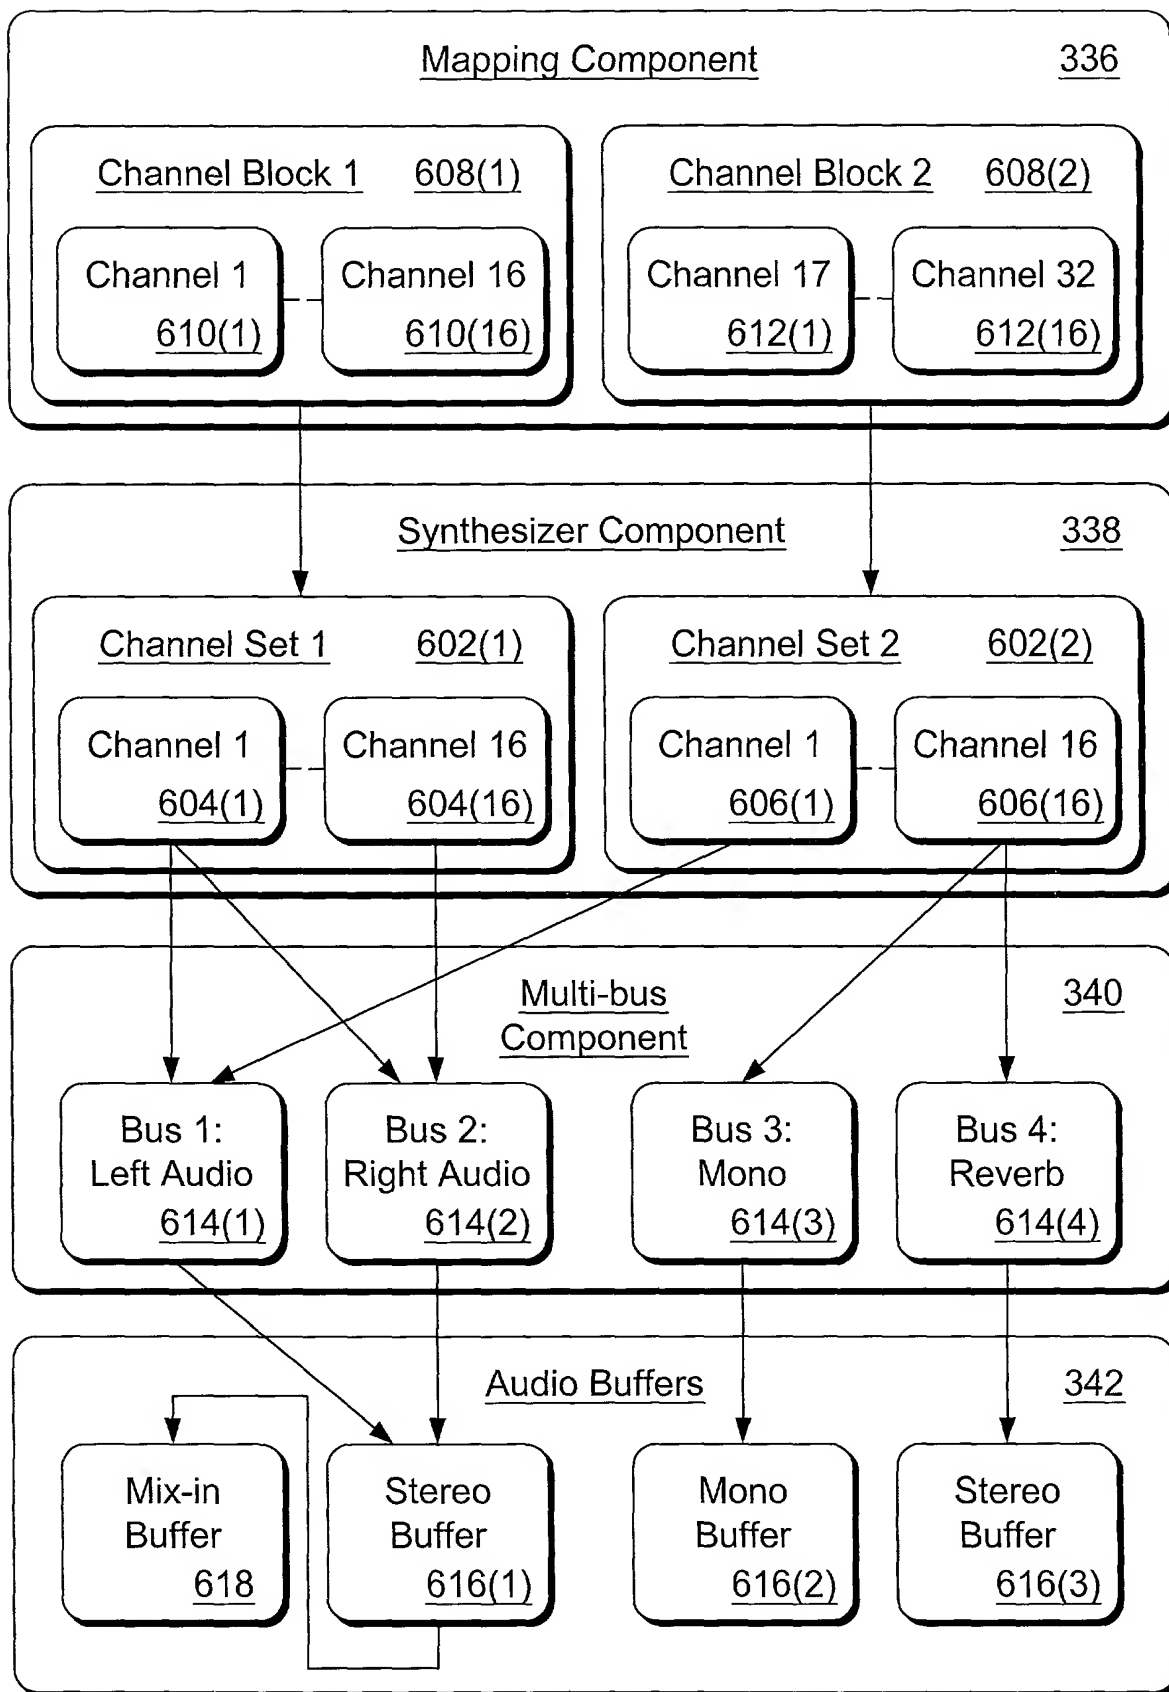 Mapping Component 336
Channel Block 1 608(1) Channel Block 2 608(2)
Channel 1 Channel 16 Channel 17 Channel 32
610(1) 610(16) 612(1) 612(16)
Synthesizer Component 338
Channel Set 1 602(1) Channel Set 2 602(2)
Channel 1 Channel 16 Channel 1 Channel 16
604(1) 604(16) 606(1) 606(16)
Multi-bus 340
Component
Bus 1: Bus 2: Bus 3: Bus 4:
Left Audio Right Audio Mono Reverb
614(1) 614(2) 614(3) 614(4)
Audio Buffers 342
Mix-in Stereo Mono Stereo
Buffer Buffer Buffer Buffer
618 616(1) 616(2) 616(3)